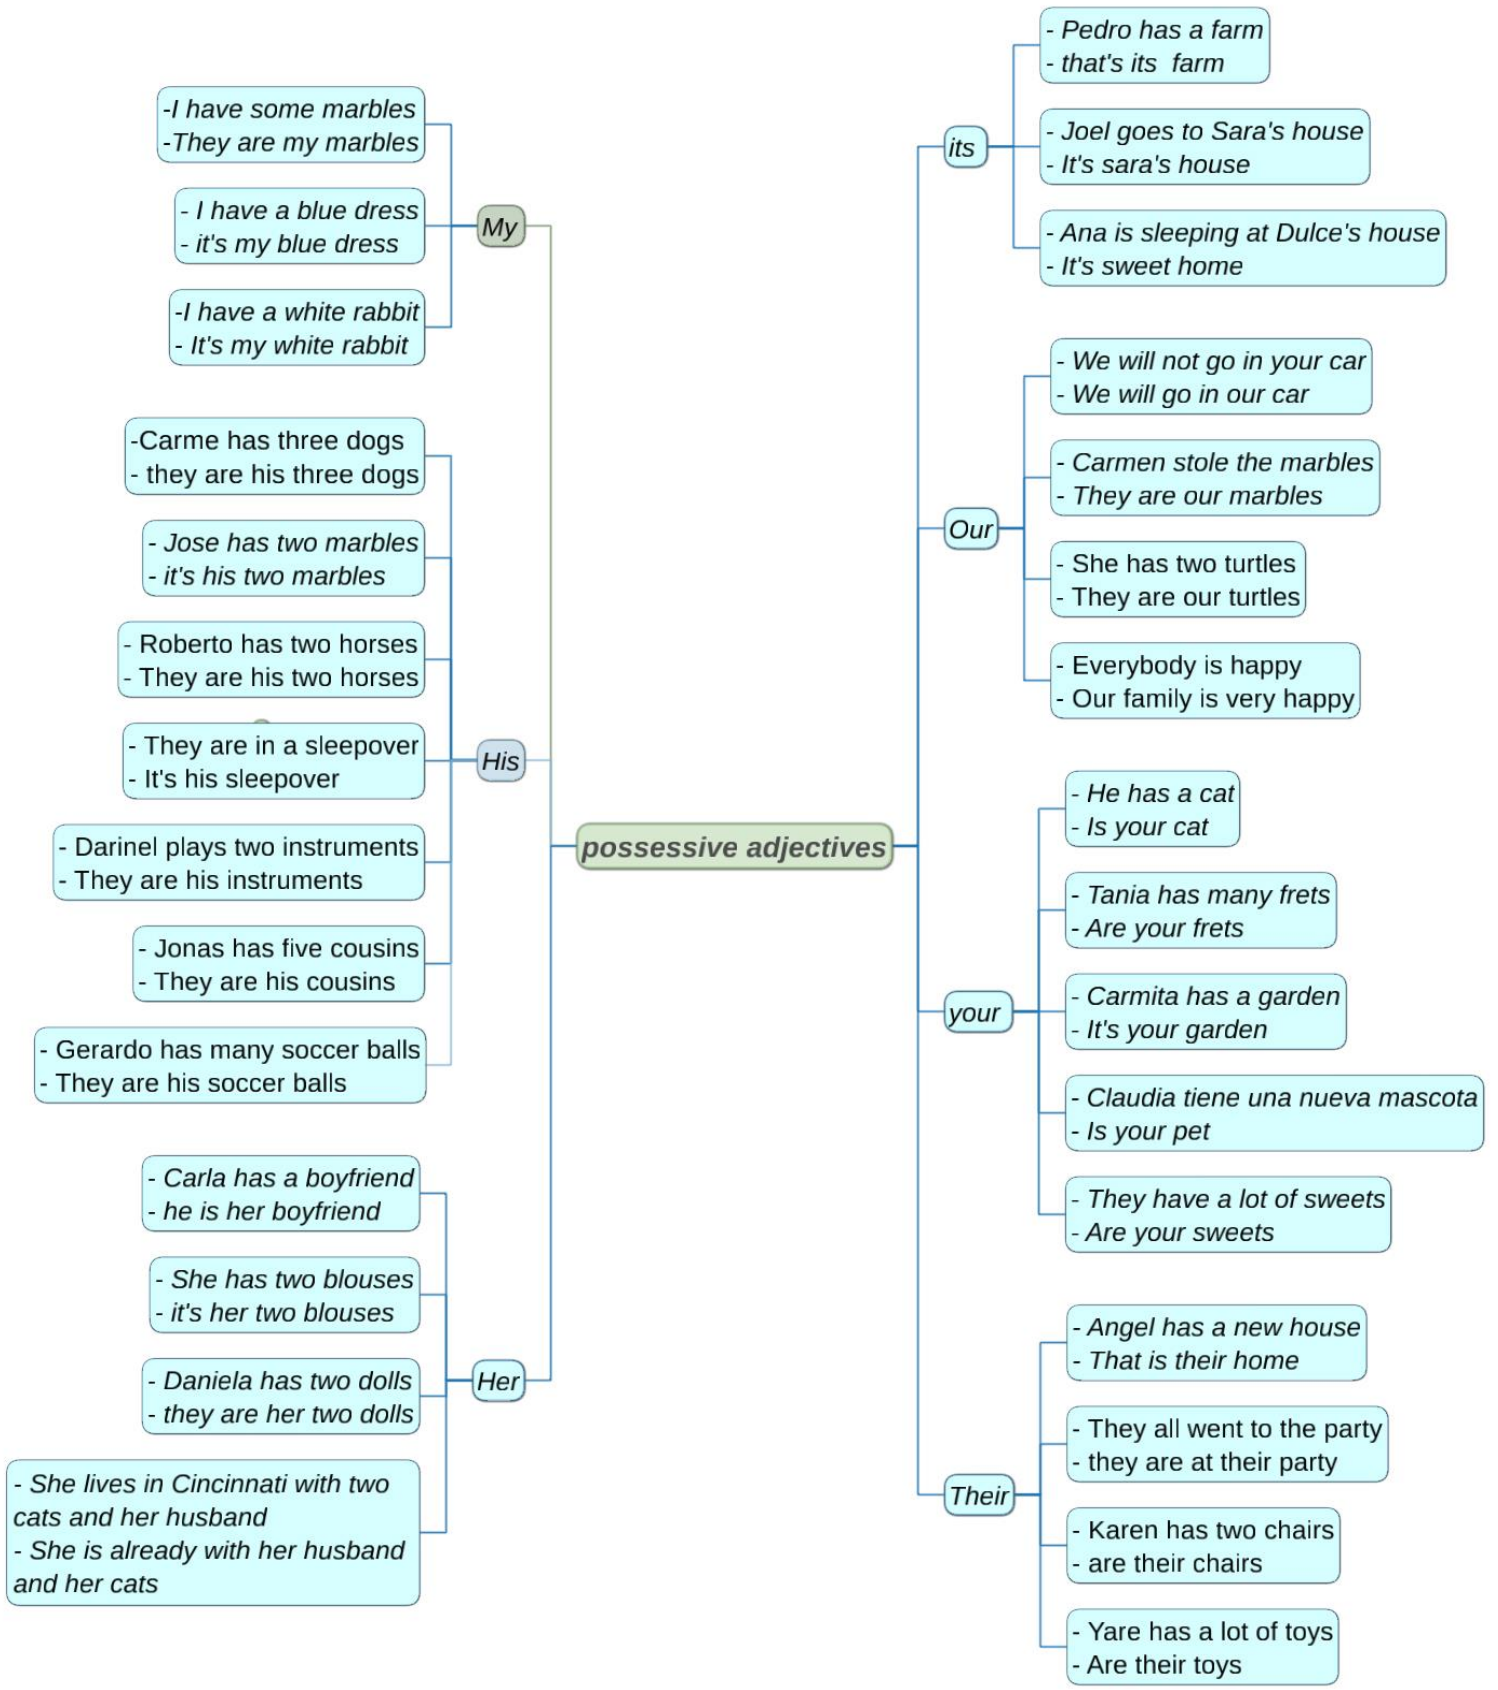 possessive adjectives
My
-I have some marbles
-They are my marbles
- I have a blue dress
- it's my blue dress
-I have a white rabbit
- It's my white rabbit
His
-Carme has three dogs
- they are his three dogs
- Jose has two marbles
- it's his two marbles
- Roberto has two horses
- They are his two horses
- They are in a sleepover
- It's his sleepover
- Darinel plays two instruments
- They are his instruments
- Jonas has five cousins
- They are his cousins
- Gerardo has many soccer balls
- They are his soccer balls
Her
- Carla has a boyfriend
- he is her boyfriend
- She has two blouses
- it's her two blouses
- Daniela has two dolls
- they are her two dolls
- She lives in Cincinnati with two
cats and her husband
- She is already with her husband
and her cats
its
- Pedro has a farm
- that's its  farm
- Joel goes to Sara's house
- It's sara's house
- Ana is sleeping at Dulce's house
- It's sweet home
Our
- We will not go in your car
- We will go in our car
- Carmen stole the marbles
- They are our marbles
- She has two turtles
- They are our turtles
- Everybody is happy
- Our family is very happy
your
- He has a cat
- Is your cat
- Tania has many frets
- Are your frets
- Carmita has a garden
- It's your garden
- Claudia tiene una nueva mascota
- Is your pet
- They have a lot of sweets
- Are your sweets
Their
- Angel has a new house
- That is their home
- They all went to the party
- they are at their party
- Karen has two chairs
- are their chairs
- Yare has a lot of toys
- Are their toys